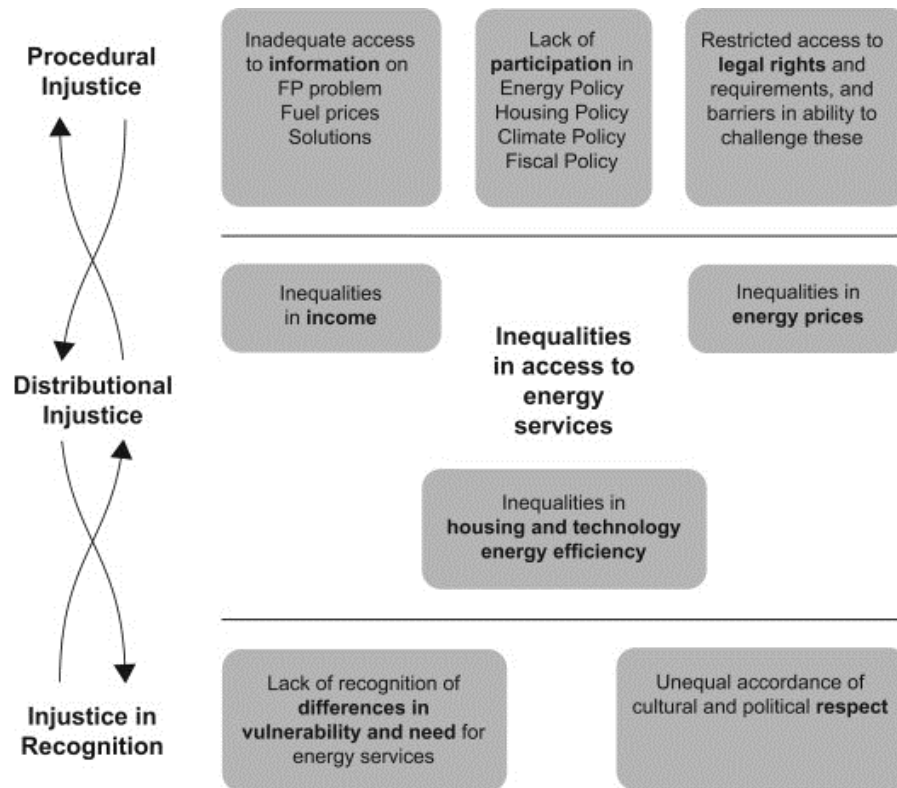 Procedural
Injustice
Inadequate access
to information on
FP problem
Fuel prices
Solutions
Lack of
participation in
Energy Policy
Housing Policy
Climate Policy
Fiscal Policy
Restricted access to
legal rights and
requirements, and
barriers in ability to
challenge these
Distributional
Injustice
Inequalities
in income
Inequalities in
energy prices
Inequalities
in access to
energy
services
Inequalities in
housing and technology
energy efficiency
Injustice in
Recognition
Lack of recognition of
differences in
vulnerability and need for
energy services
Unequal accordance of
cultural and political respect